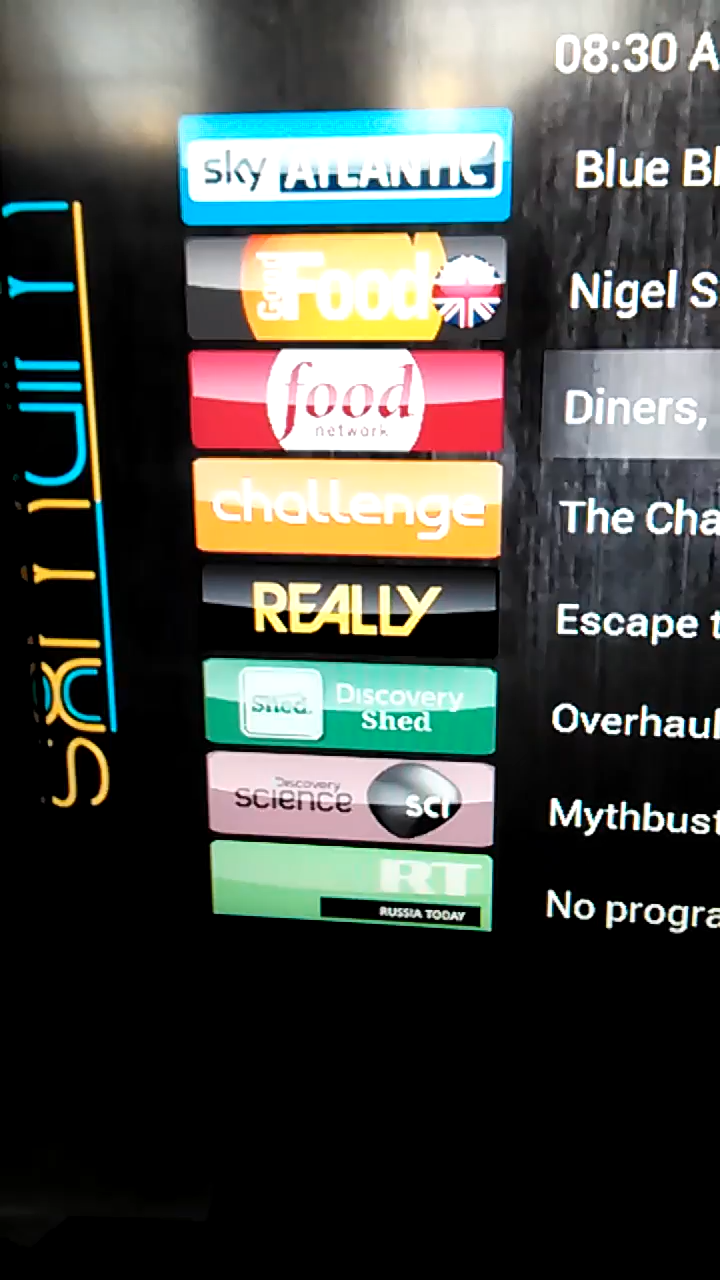 08:30 A
sky ATLANTIC
Blue Bl
Good Food
Nigel S
food
network
Diners,
challenge
The Cha
REALLY
Escape t
Shed.
Discovery
Shed
Overhaul
Discovery
science
SCI
Mythbust
RT
RUSSIA TODAY
No progra